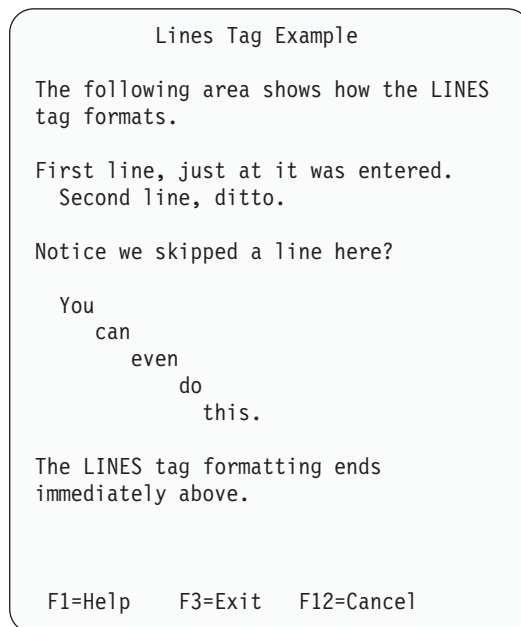 Lines Tag Example
The following area shows how the LINES
tag formats.
First line, just at it was entered.
Second line, ditto.
Notice we skipped a line here?
You
can
even
do
this.
The LINES tag formatting ends
immediately above.
F1=Help F3=Exit F12=Cancel